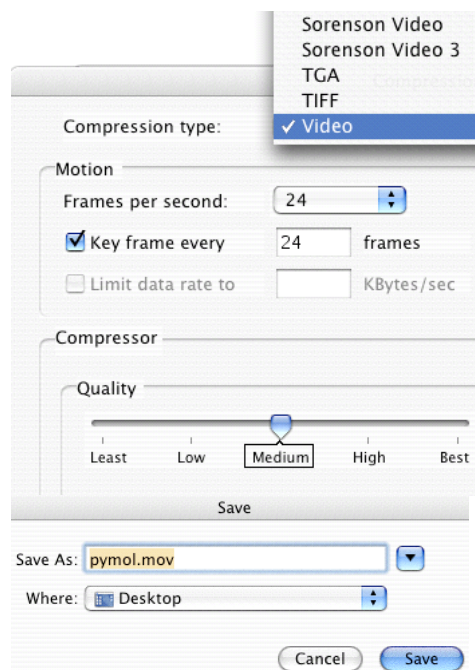 Sorenson Video
Sorenson Video 3
TGA
TIFF
Compression type: ✓ Video
Motion
Frames per second: 24
Key frame every 24 frames
Limit data rate to KBytes/sec
Compressor
Quality
Least Low Medium High Best
Save
Save As: pymol.mov
Where: Desktop
Cancel Save